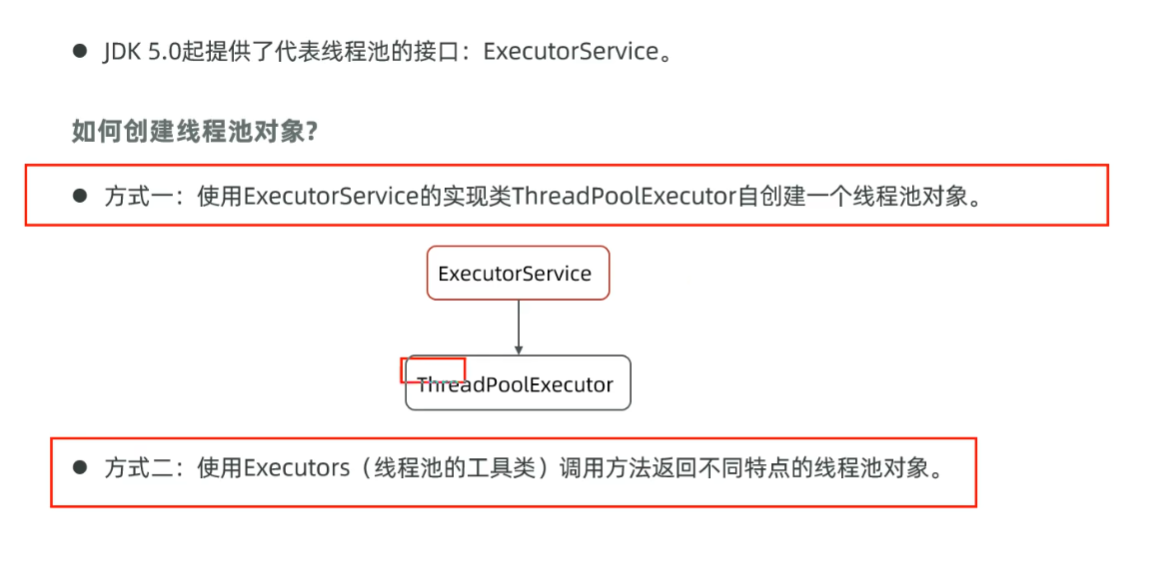 ● JDK 5.0起提供了代表线程池的接口：ExecutorService。
如何创建线程池对象?
● 方式一：使用ExecutorService的实现类ThreadPoolExecutor自创建一个线程池对象。
ExecutorService
ThreadPoolExecutor
● 方式二：使用Executors（线程池的工具类）调用方法返回不同特点的线程池对象。